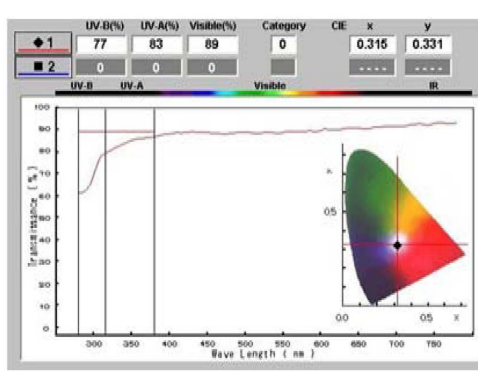 UV-B(%) UV-A(%) Visible(%) Category CIE x y
◆ 1 77 83 89 0 0.315 0.331
■ 2 0 0 0 ---- ----
UV-B UV-A Visible IR
100
90
80
70
60
50
40
30
20
10
0
Transmittance (%)
300 350 400 450 500 550 600 650 700 750
Wave Length ( nm )
Y
0.5
0.0 0.5 X